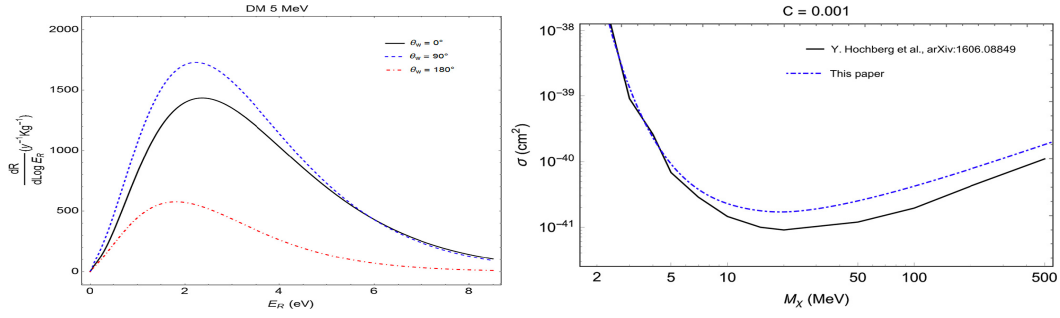 DM 5 MeV
2000
1500
1000
500
0
dR
dLog E_R
(y⁻¹Kg⁻¹)
θ_w = 0°
θ_w = 90°
θ_w = 180°
0 2 4 6 8
E_R (eV)
C = 0.001
10⁻³⁸
10⁻³⁹
10⁻⁴⁰
10⁻⁴¹
σ (cm²)
Y. Hochberg et al., arXiv:1606.08849
This paper
2 5 10 50 100 500
M_X (MeV)